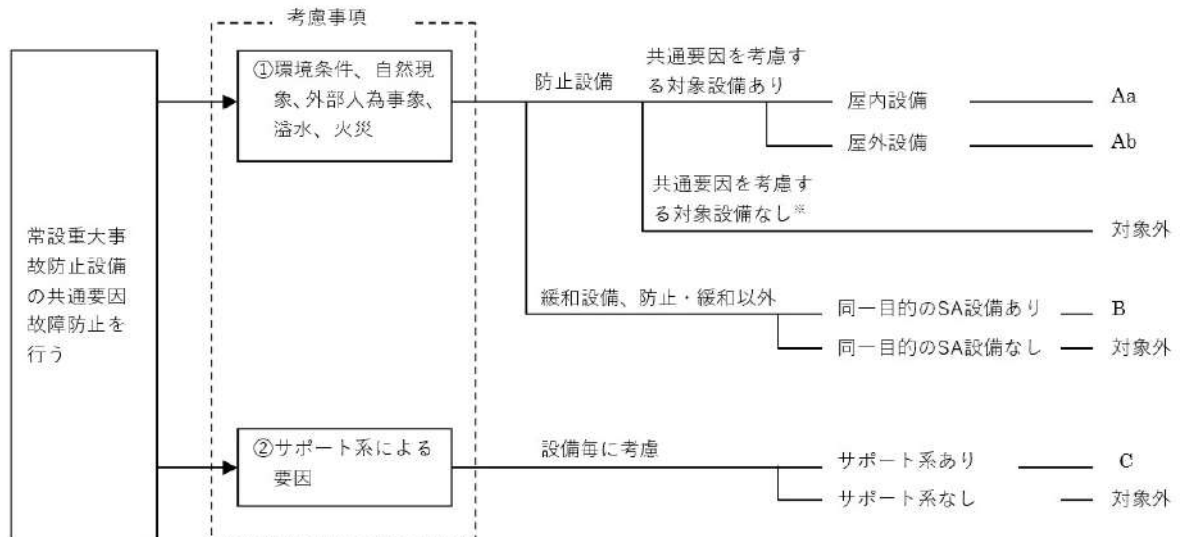 考慮事項
常設重大事
故防止設備
の共通要因
故障防止を
行う
①環境条件、自然現
象、外部人為事象、
溢水、火災
防止設備
共通要因を考慮す
る対象設備あり
屋内設備
Aa
屋外設備
Ab
共通要因を考慮す
る対象設備なし※
対象外
緩和設備、防止・緩和以外
同一目的のSA設備あり
B
同一目的のSA設備なし
対象外
②サポート系による
要因
設備毎に考慮
サポート系あり
C
サポート系なし
対象外